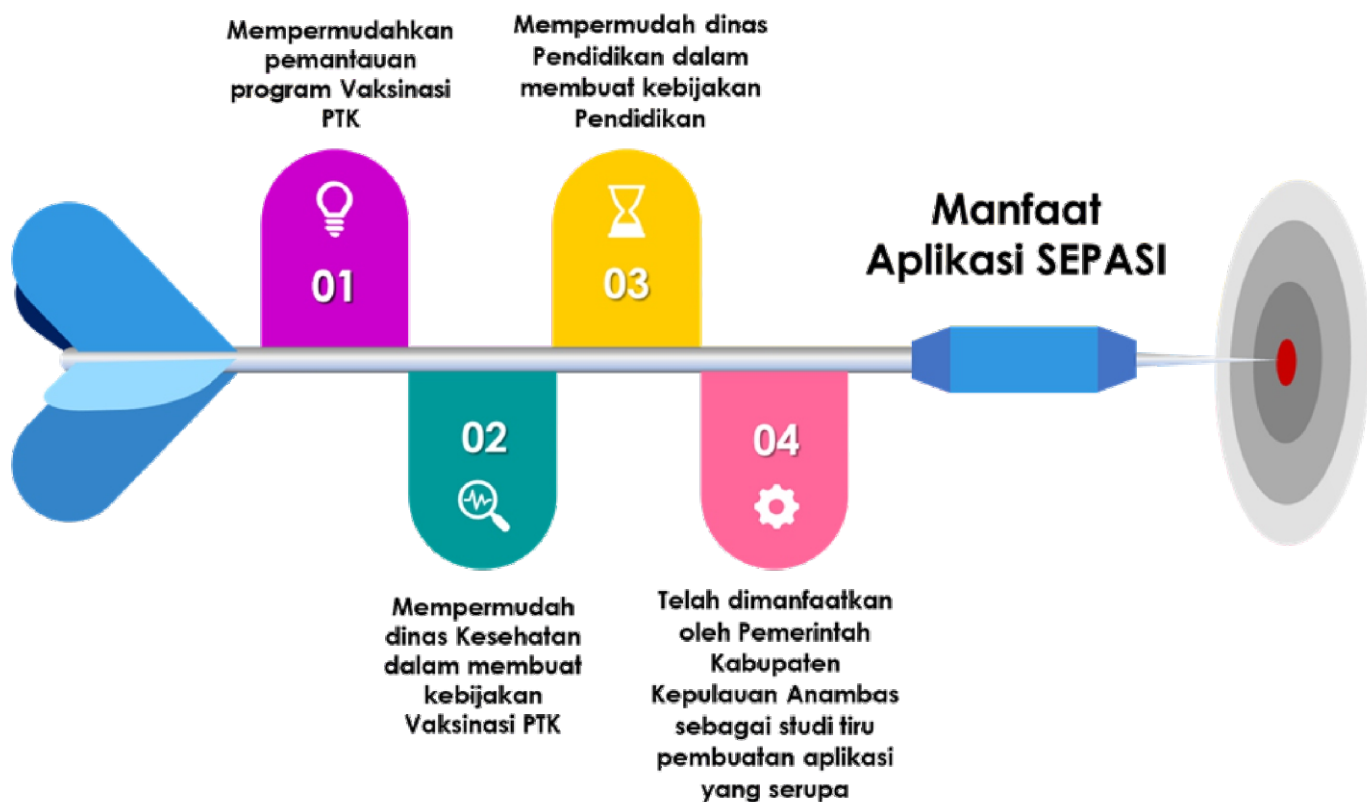 Mempermudahkan
pemantauan
program Vaksinasi
PTK
01
Mempermudah
dinas Kesehatan
dalam membuat
kebijakan
Vaksinasi PTK
02
Mempermudah dinas
Pendidikan dalam
membuat kebijakan
Pendidikan
03
Telah dimanfaatkan
oleh Pemerintah
Kabupaten
Kepulauan Anambas
sebagai studi tiru
pembuatan aplikasi
yang serupa
04
Manfaat
Aplikasi SEPASI